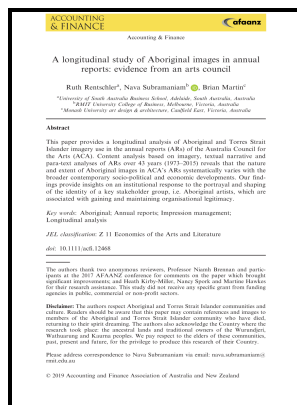 ACCOUNTING
& FINANCE
afaanz
Accounting & Finance
A longitudinal study of Aboriginal images in annual
reports: evidence from an arts council
Ruth Rentschlerᵃ, Nava Subramaniamᵇ iD, Brian Martinᶜ
ᵃUniversity of South Australia Business School, Adelaide, South Australia, Australia
ᵇRMIT University College of Business, Melbourne, Victoria, Australia
ᶜMonash University art design & architecture, Caulfield East, Victoria, Australia
Abstract
This paper provides a longitudinal analysis of Aboriginal and Torres Strait
Islander imagery use in the annual reports (ARs) of the Australia Council for
the Arts (ACA). Content analysis based on imagery, textual narrative and
para-text analyses of ARs over 43 years (1973–2015) reveals that the nature
and extent of Aboriginal images in ACA's ARs systematically varies with the
broader contemporary socio-political and economic developments. Our find-
ings provide insights on an institutional response to the portrayal and shaping
of the identity of a key stakeholder group, i.e. Aboriginal artists, which are
associated with gaining and maintaining organisational legitimacy.
Key words: Aboriginal; Annual reports; Impression management;
Longitudinal analysis
JEL classification: Z 11 Economics of the Arts and Literature
doi: 10.1111/acfi.12468
The authors thank two anonymous reviewers, Professor Niamh Brennan and partici-
pants at the 2017 AFAANZ conference for comments on the paper which brought
significant improvements; and Heath Kirby-Miller, Nancy Spork and Martine Hawkes
for their research assistance. This study did not receive any specific grant from funding
agencies in public, commercial or non-profit sectors.
Disclaimer: The authors respect Aboriginal and Torres Strait Islander communities and
culture. Readers should be aware that this paper may contain references and images to
members of the Aboriginal and Torres Strait Islander community who have died,
returning to their spirit dreaming. The authors also acknowledge the Country where the
research took place: the ancestral lands and traditional owners of the Wurundjeri,
Wathaurung and Kaurna peoples. We pay respect to the elders of these communities,
past, present and future, for the privilege to produce this research of their Country.
Please address correspondence to Nava Subramaniam via email: nava.subramaniam@
rmit.edu.au
© 2019 Accounting and Finance Association of Australia and New Zealand